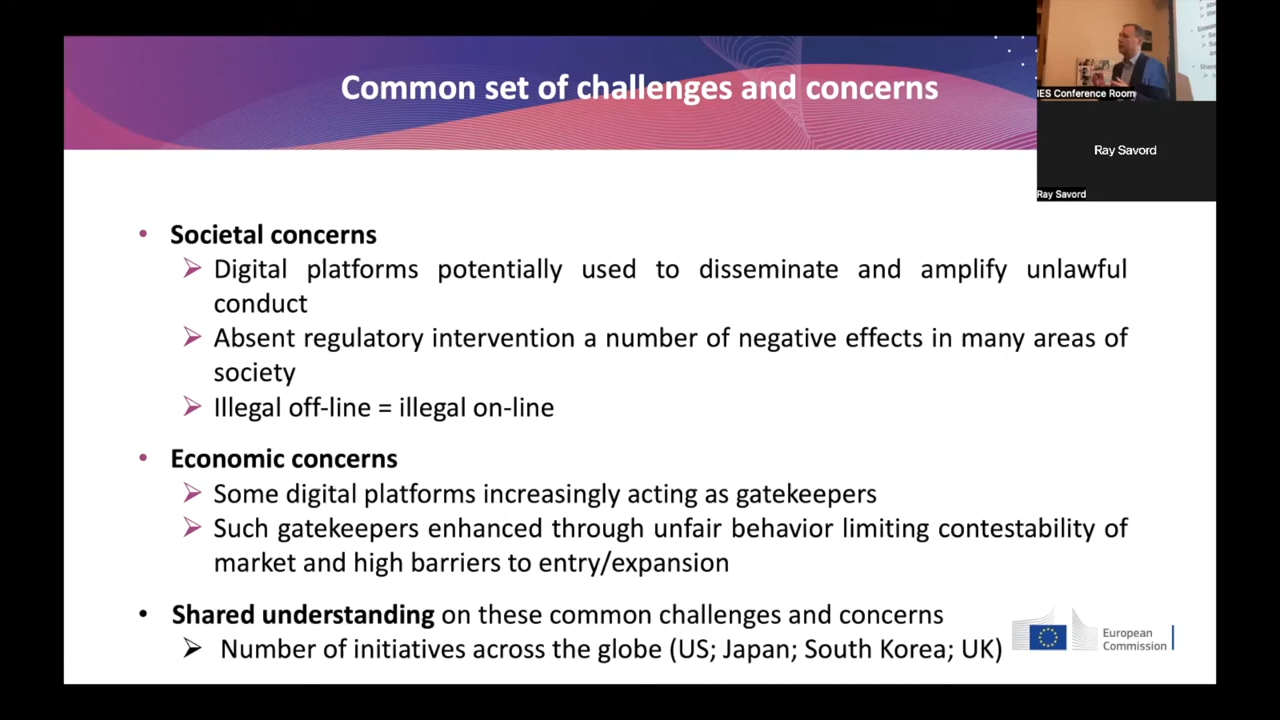 Common set of challenges and concerns
IES Conference Room
Ray Savord
Ray Savord
• Societal concerns
➢ Digital platforms potentially used to disseminate and amplify unlawful
conduct
➢ Absent regulatory intervention a number of negative effects in many areas of
society
➢ Illegal off-line = illegal on-line
• Economic concerns
➢ Some digital platforms increasingly acting as gatekeepers
➢ Such gatekeepers enhanced through unfair behavior limiting contestability of
market and high barriers to entry/expansion
• Shared understanding on these common challenges and concerns
➢ Number of initiatives across the globe (US; Japan; South Korea; UK)
European
Commission